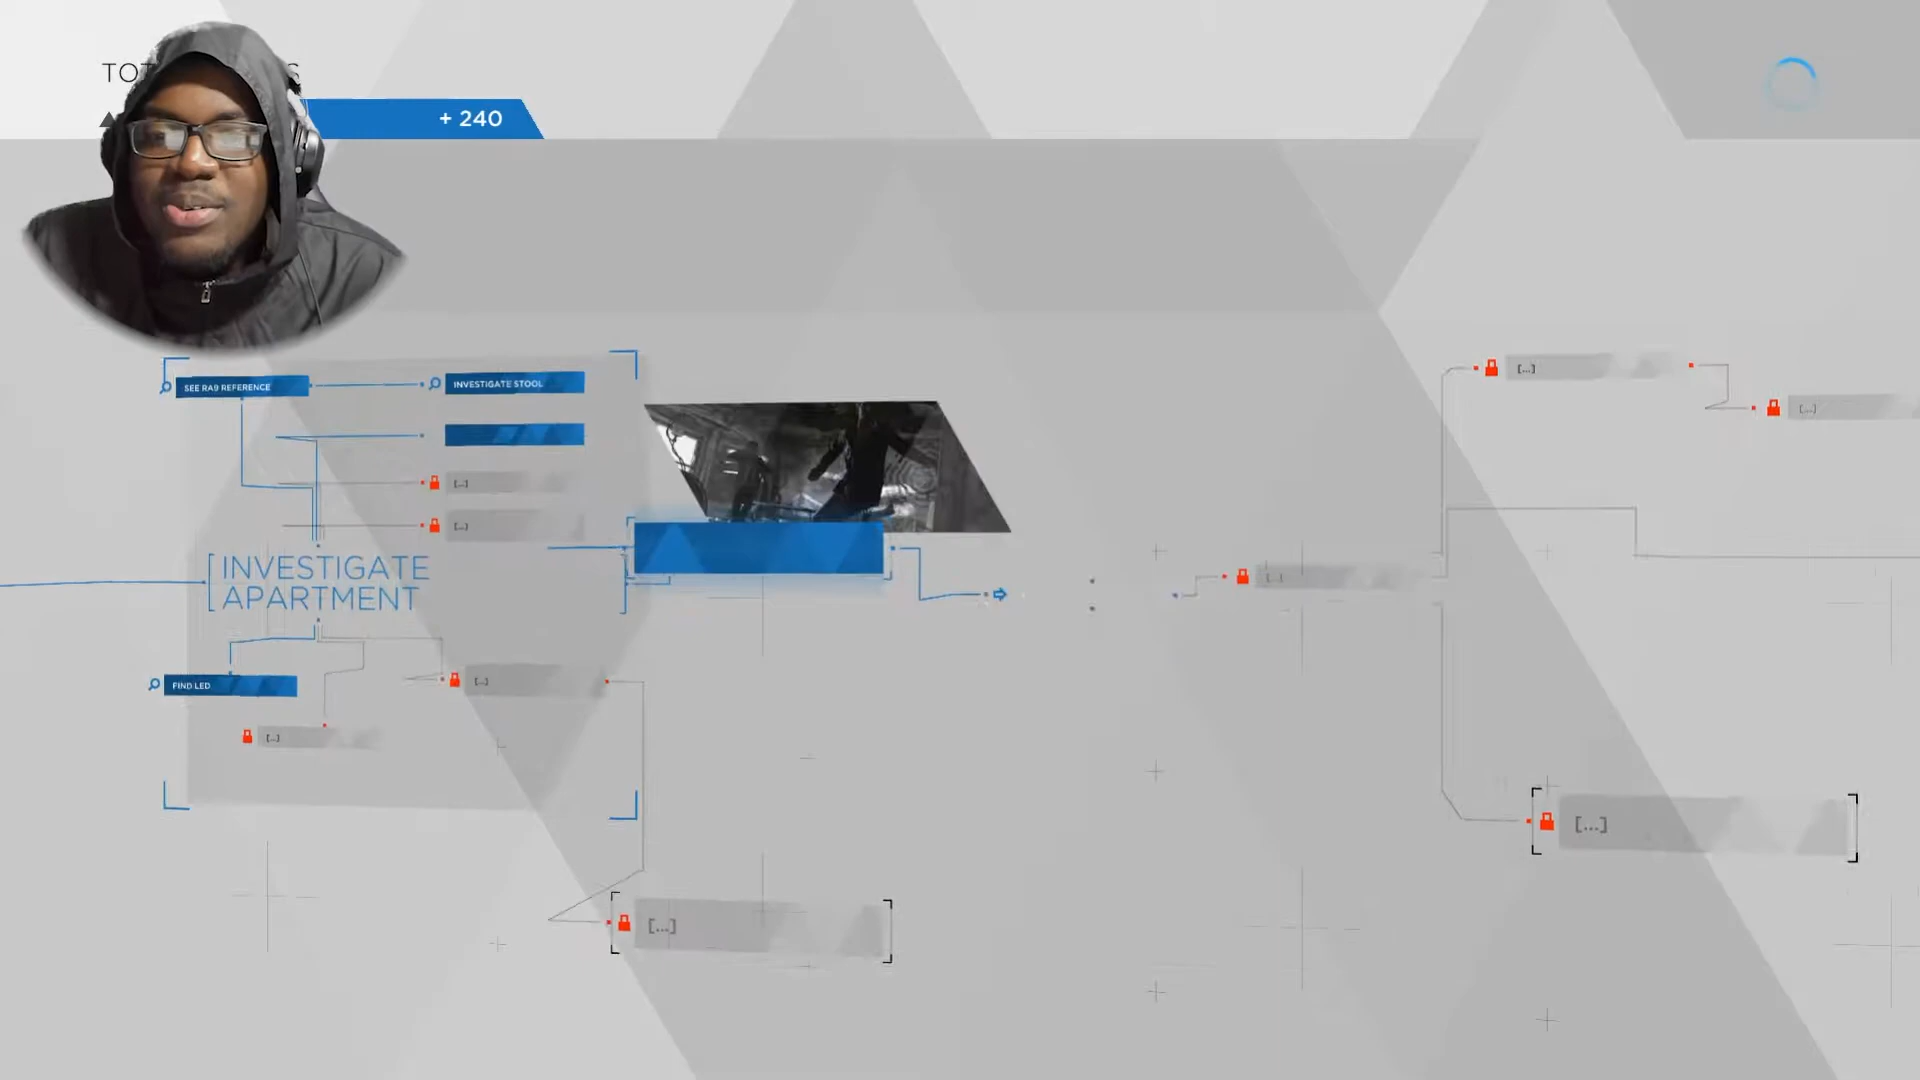 + 240
SEE RA9 REFERENCE
INVESTIGATE STOOL
[...]
[...]
INVESTIGATE
APARTMENT
[...]
FIND LED
[...]
[...]
[...]
[...]
[...]
[...]